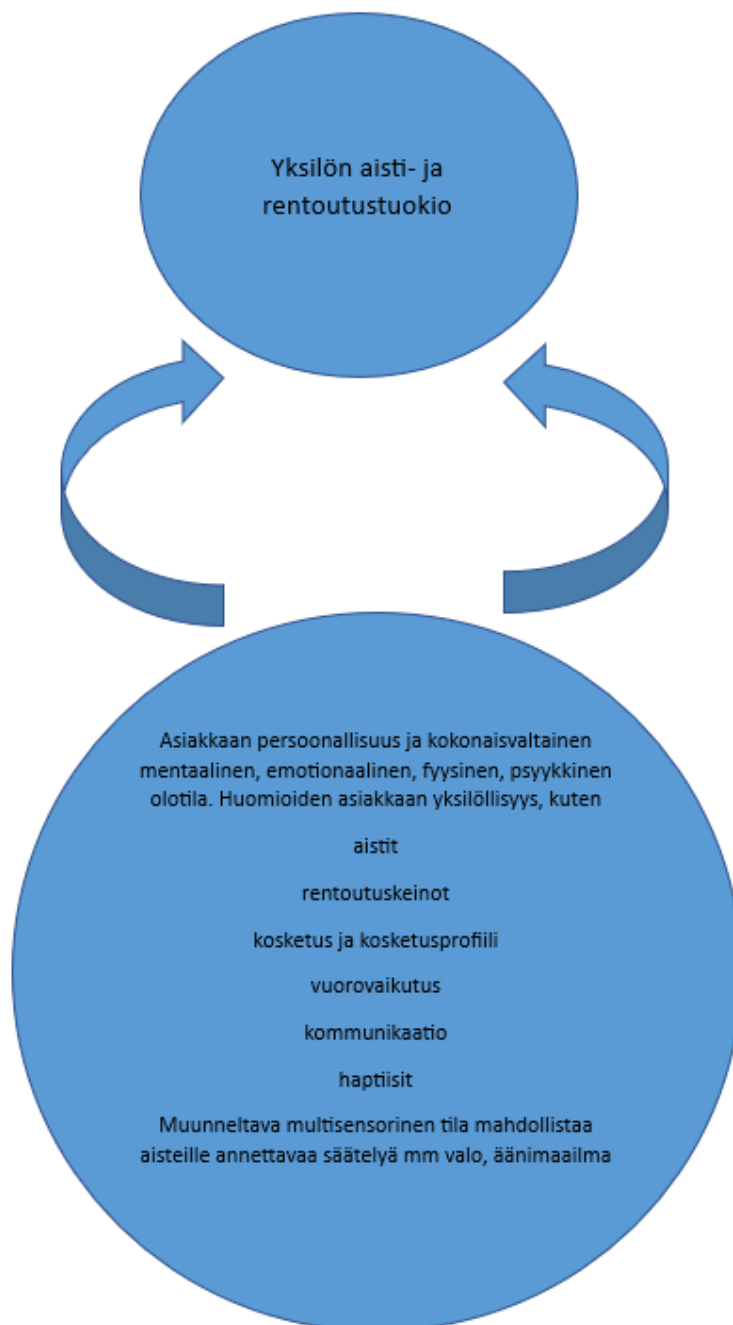 Yksilön aisti- ja
rentoutustuokio
Asiakkaan persoonallisuus ja kokonaisvaltainen
mentaalinen, emotionaalinen, fyysinen, psyykkinen
olotila. Huomioiden asiakkaan yksilöllisyys, kuten
aistit
rentoutuskeinot
kosketus ja kosketusprofiili
vuorovaikutus
kommunikaatio
haptiisit
Muunneltava multisensorinen tila mahdollistaa
aisteille annettavaa säätelyä mm valo, äänimaailma